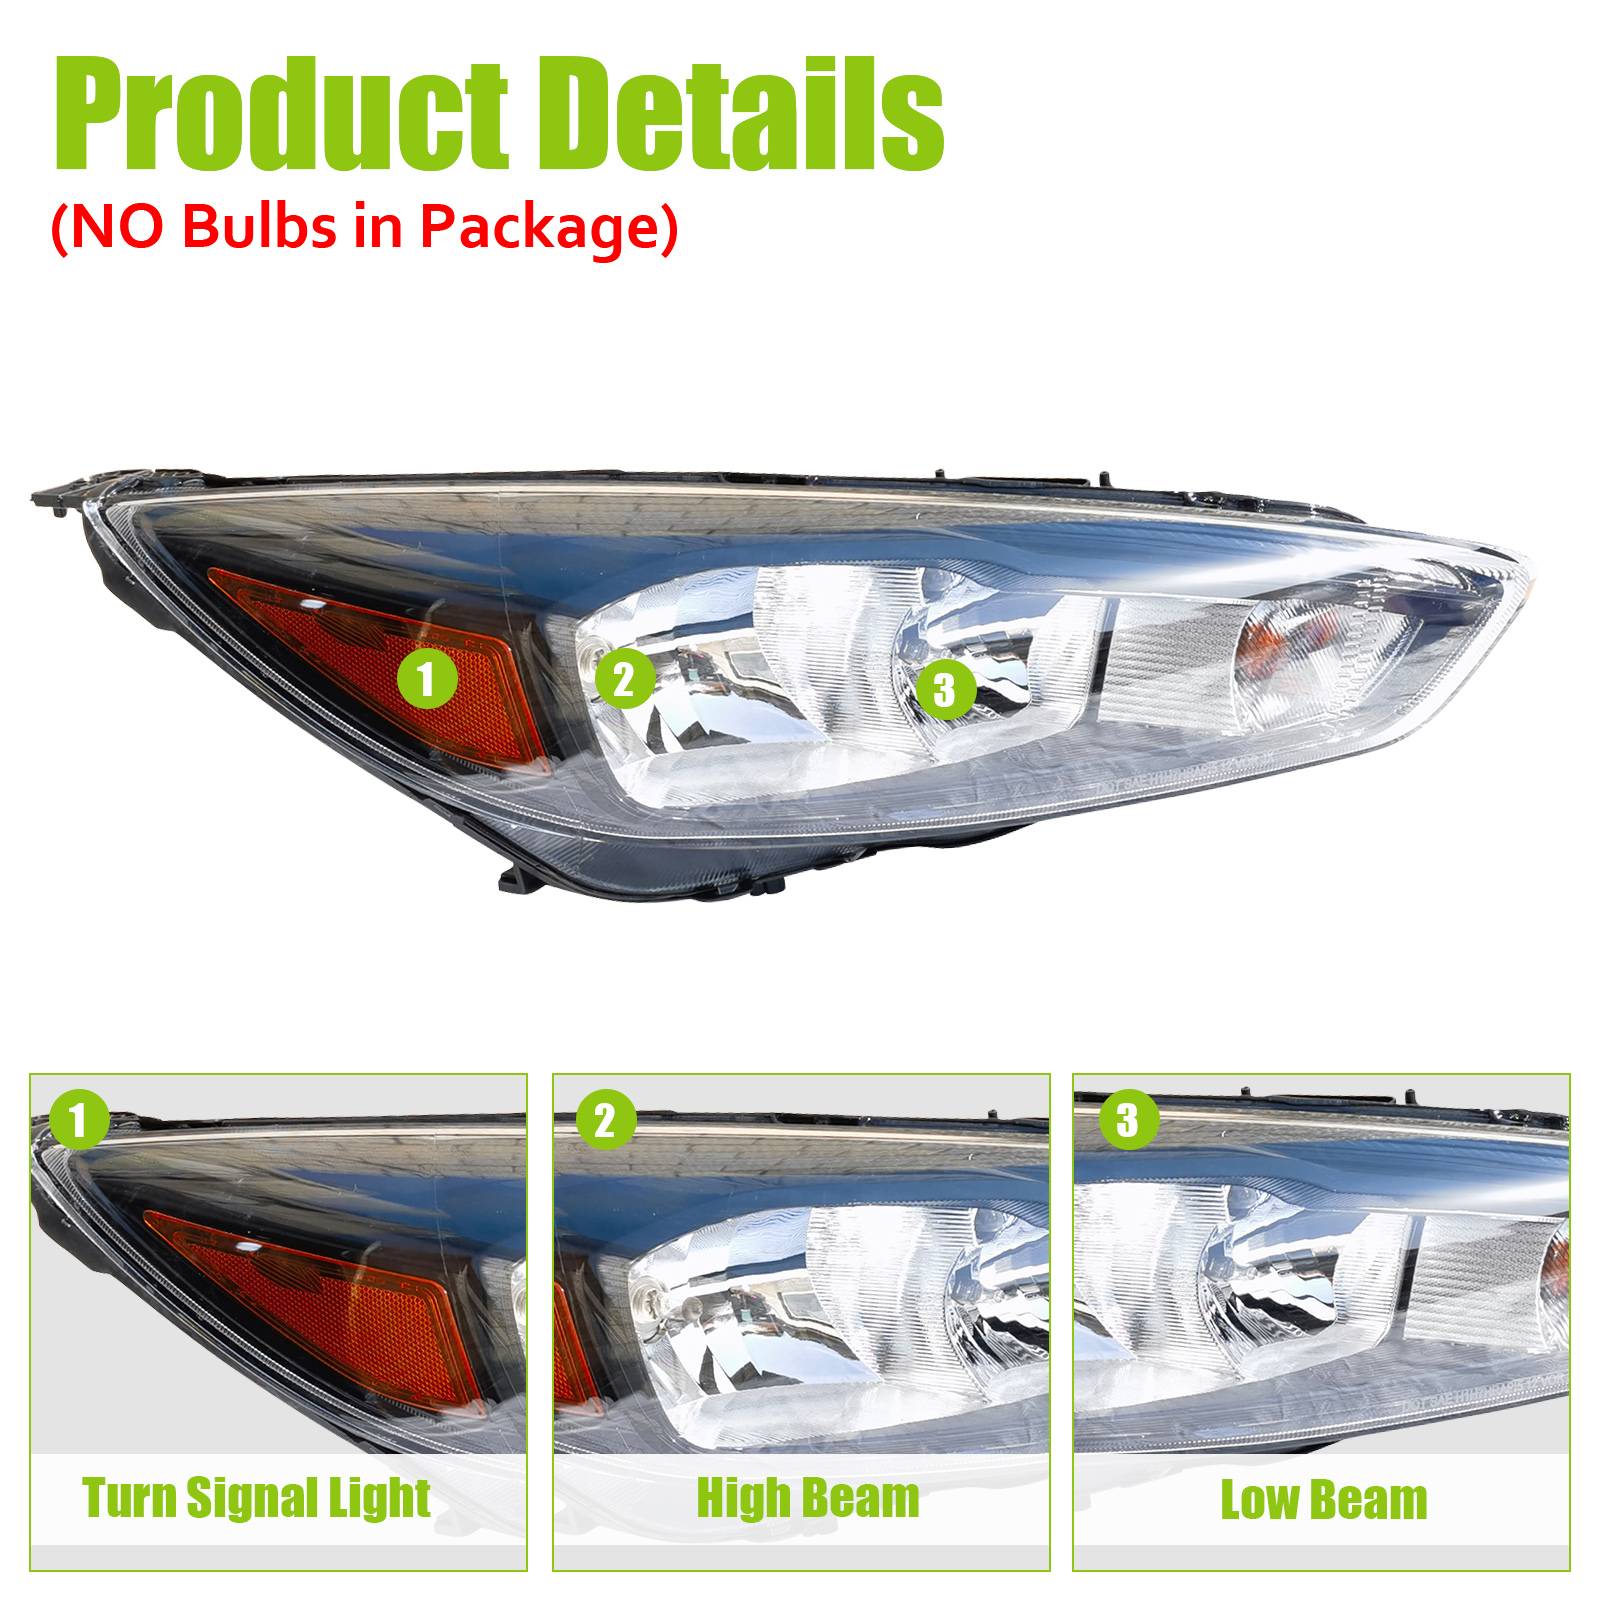 Product Details
(NO Bulbs in Package)
1
2
3
1
2
3
Turn Signal Light
High Beam
Low Beam